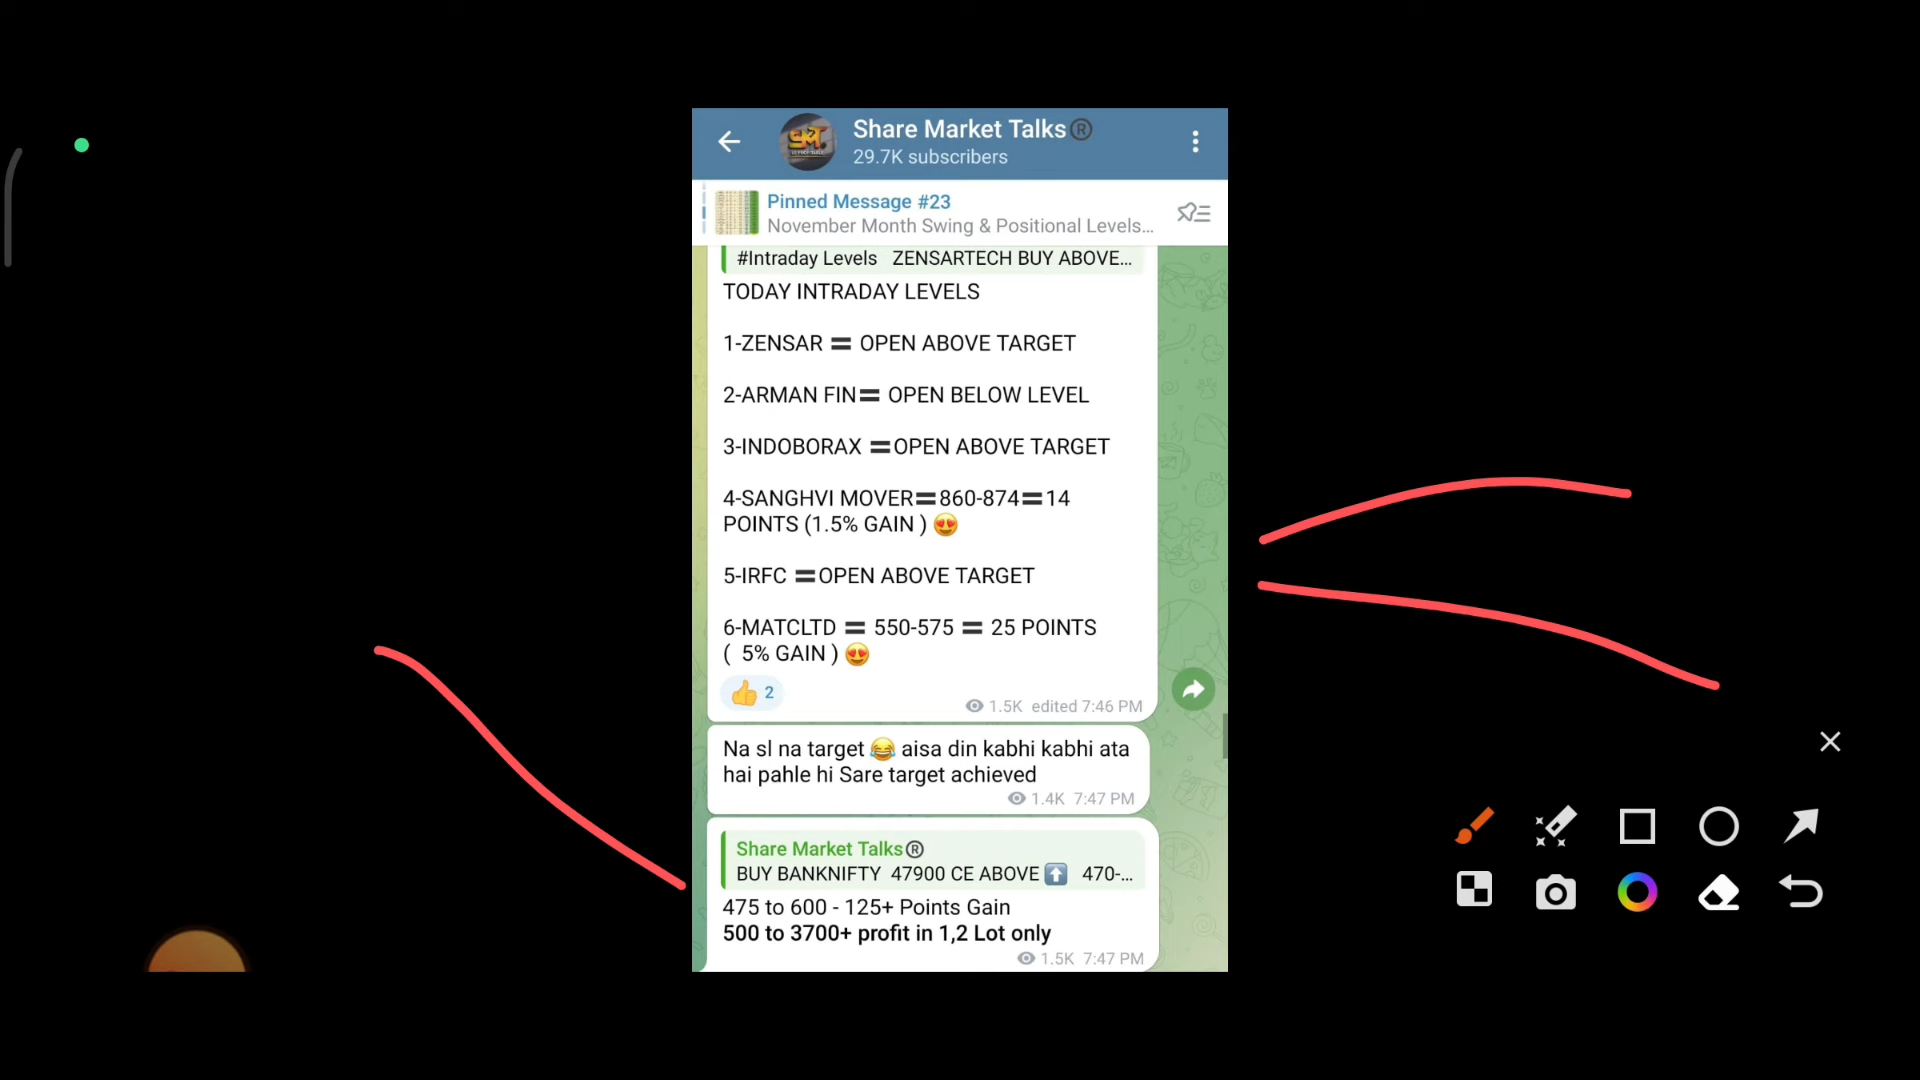 Share Market Talks®
29.7K subscribers
Pinned Message #23
November Month Swing & Positional Levels...
#Intraday Levels ZENSARTECH BUY ABOVE...
TODAY INTRADAY LEVELS
1-ZENSAR = OPEN ABOVE TARGET
2-ARMAN FIN= OPEN BELOW LEVEL
3-INDOBORAX =OPEN ABOVE TARGET
4-SANGHVI MOVER=860-874=14
POINTS (1.5% GAIN ) 😍
5-IRFC =OPEN ABOVE TARGET
6-MATCLTD = 550-575 = 25 POINTS
( 5% GAIN ) 😍
👍 2
1.5K edited 7:46 PM
Na sl na target 😂 aisa din kabhi kabhi ata
hai pahle hi Sare target achieved
1.4K 7:47 PM
Share Market Talks®
BUY BANKNIFTY 47900 CE ABOVE ⬆️ 470-...
475 to 600 - 125+ Points Gain
500 to 3700+ profit in 1,2 Lot only
1.5K 7:47 PM